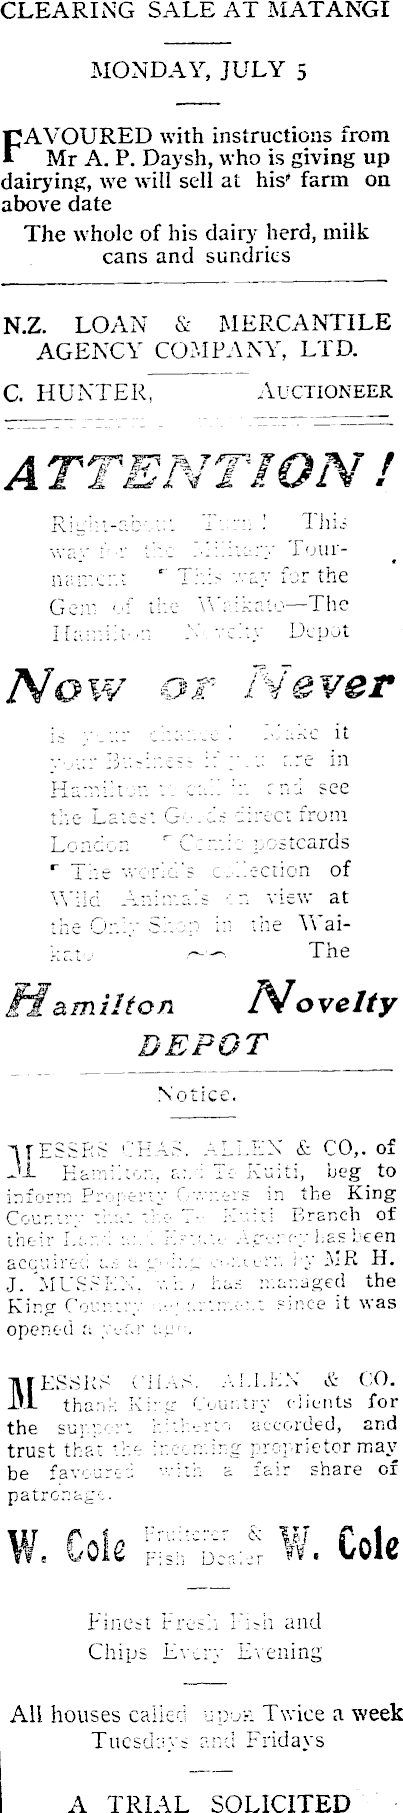 CLEARING SALE AT MATANGI
MONDAY, JULY 5
FAVOURED with instructions from
Mr A. P. Daysh, who is giving up
dairying, we will sell at his' farm on
above date
The whole of his dairy herd, milk
cans and sundries
N.Z. LOAN & MERCANTILE
AGENCY COMPANY, LTD.
C. HUNTER, AUCTIONEER
ATTENTION!
Right-about Turn! This
way for the Military Tour-
nament This way for the
Gem of the Waikato—The
Hamilton Novelty Depot
Now or Never
is your chance! Make it
your Business if you are in
Hamilton to call in and see
the Latest Goods direct from
London Comic postcards
The world's collection of
Wild Animals on view at
the Only Shop in the Wai-
kato The
Hamilton Novelty
DEPOT
Notice.
MESSRS CHAS. ALLEN & CO,. of
Hamilton, and Te Kuiti, beg to
inform Property Owners in the King
Country that the Te Kuiti Branch of
their Land and Estate Agency has been
acquired as a going concern by MR H.
J. MUSSEN, who has managed the
King Country department since it was
opened a year ago.
MESSRS CHAS. ALLEN & CO.
thank King Country clients for
the support hitherto accorded, and
trust that the incoming proprietor may
be favoured with a fair share of
patronage.
W. Cole Fruiterer & Fish Dealer W. Cole
Finest Fresh Fish and
Chips Every Evening
All houses called upon Twice a week
Tuesdays and Fridays
A TRIAL SOLICITED